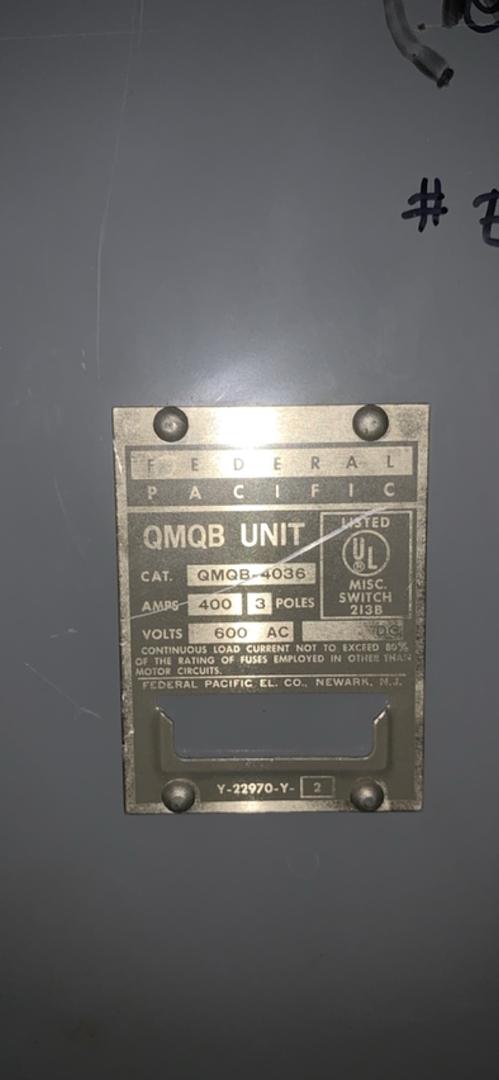 #
FEDERAL
PACIFIC
QMQB UNIT
LISTED
UL
®
MISC.
SWITCH
213B
CAT. QMQB-4036
AMPS 400 3 POLES
VOLTS 600 AC DC
CONTINUOUS LOAD CURRENT NOT TO EXCEED 80%
OF THE RATING OF FUSES EMPLOYED IN OTHER THAN
MOTOR CIRCUITS.
FEDERAL PACIFIC EL. CO., NEWARK, N.J.
Y-22970-Y- 2